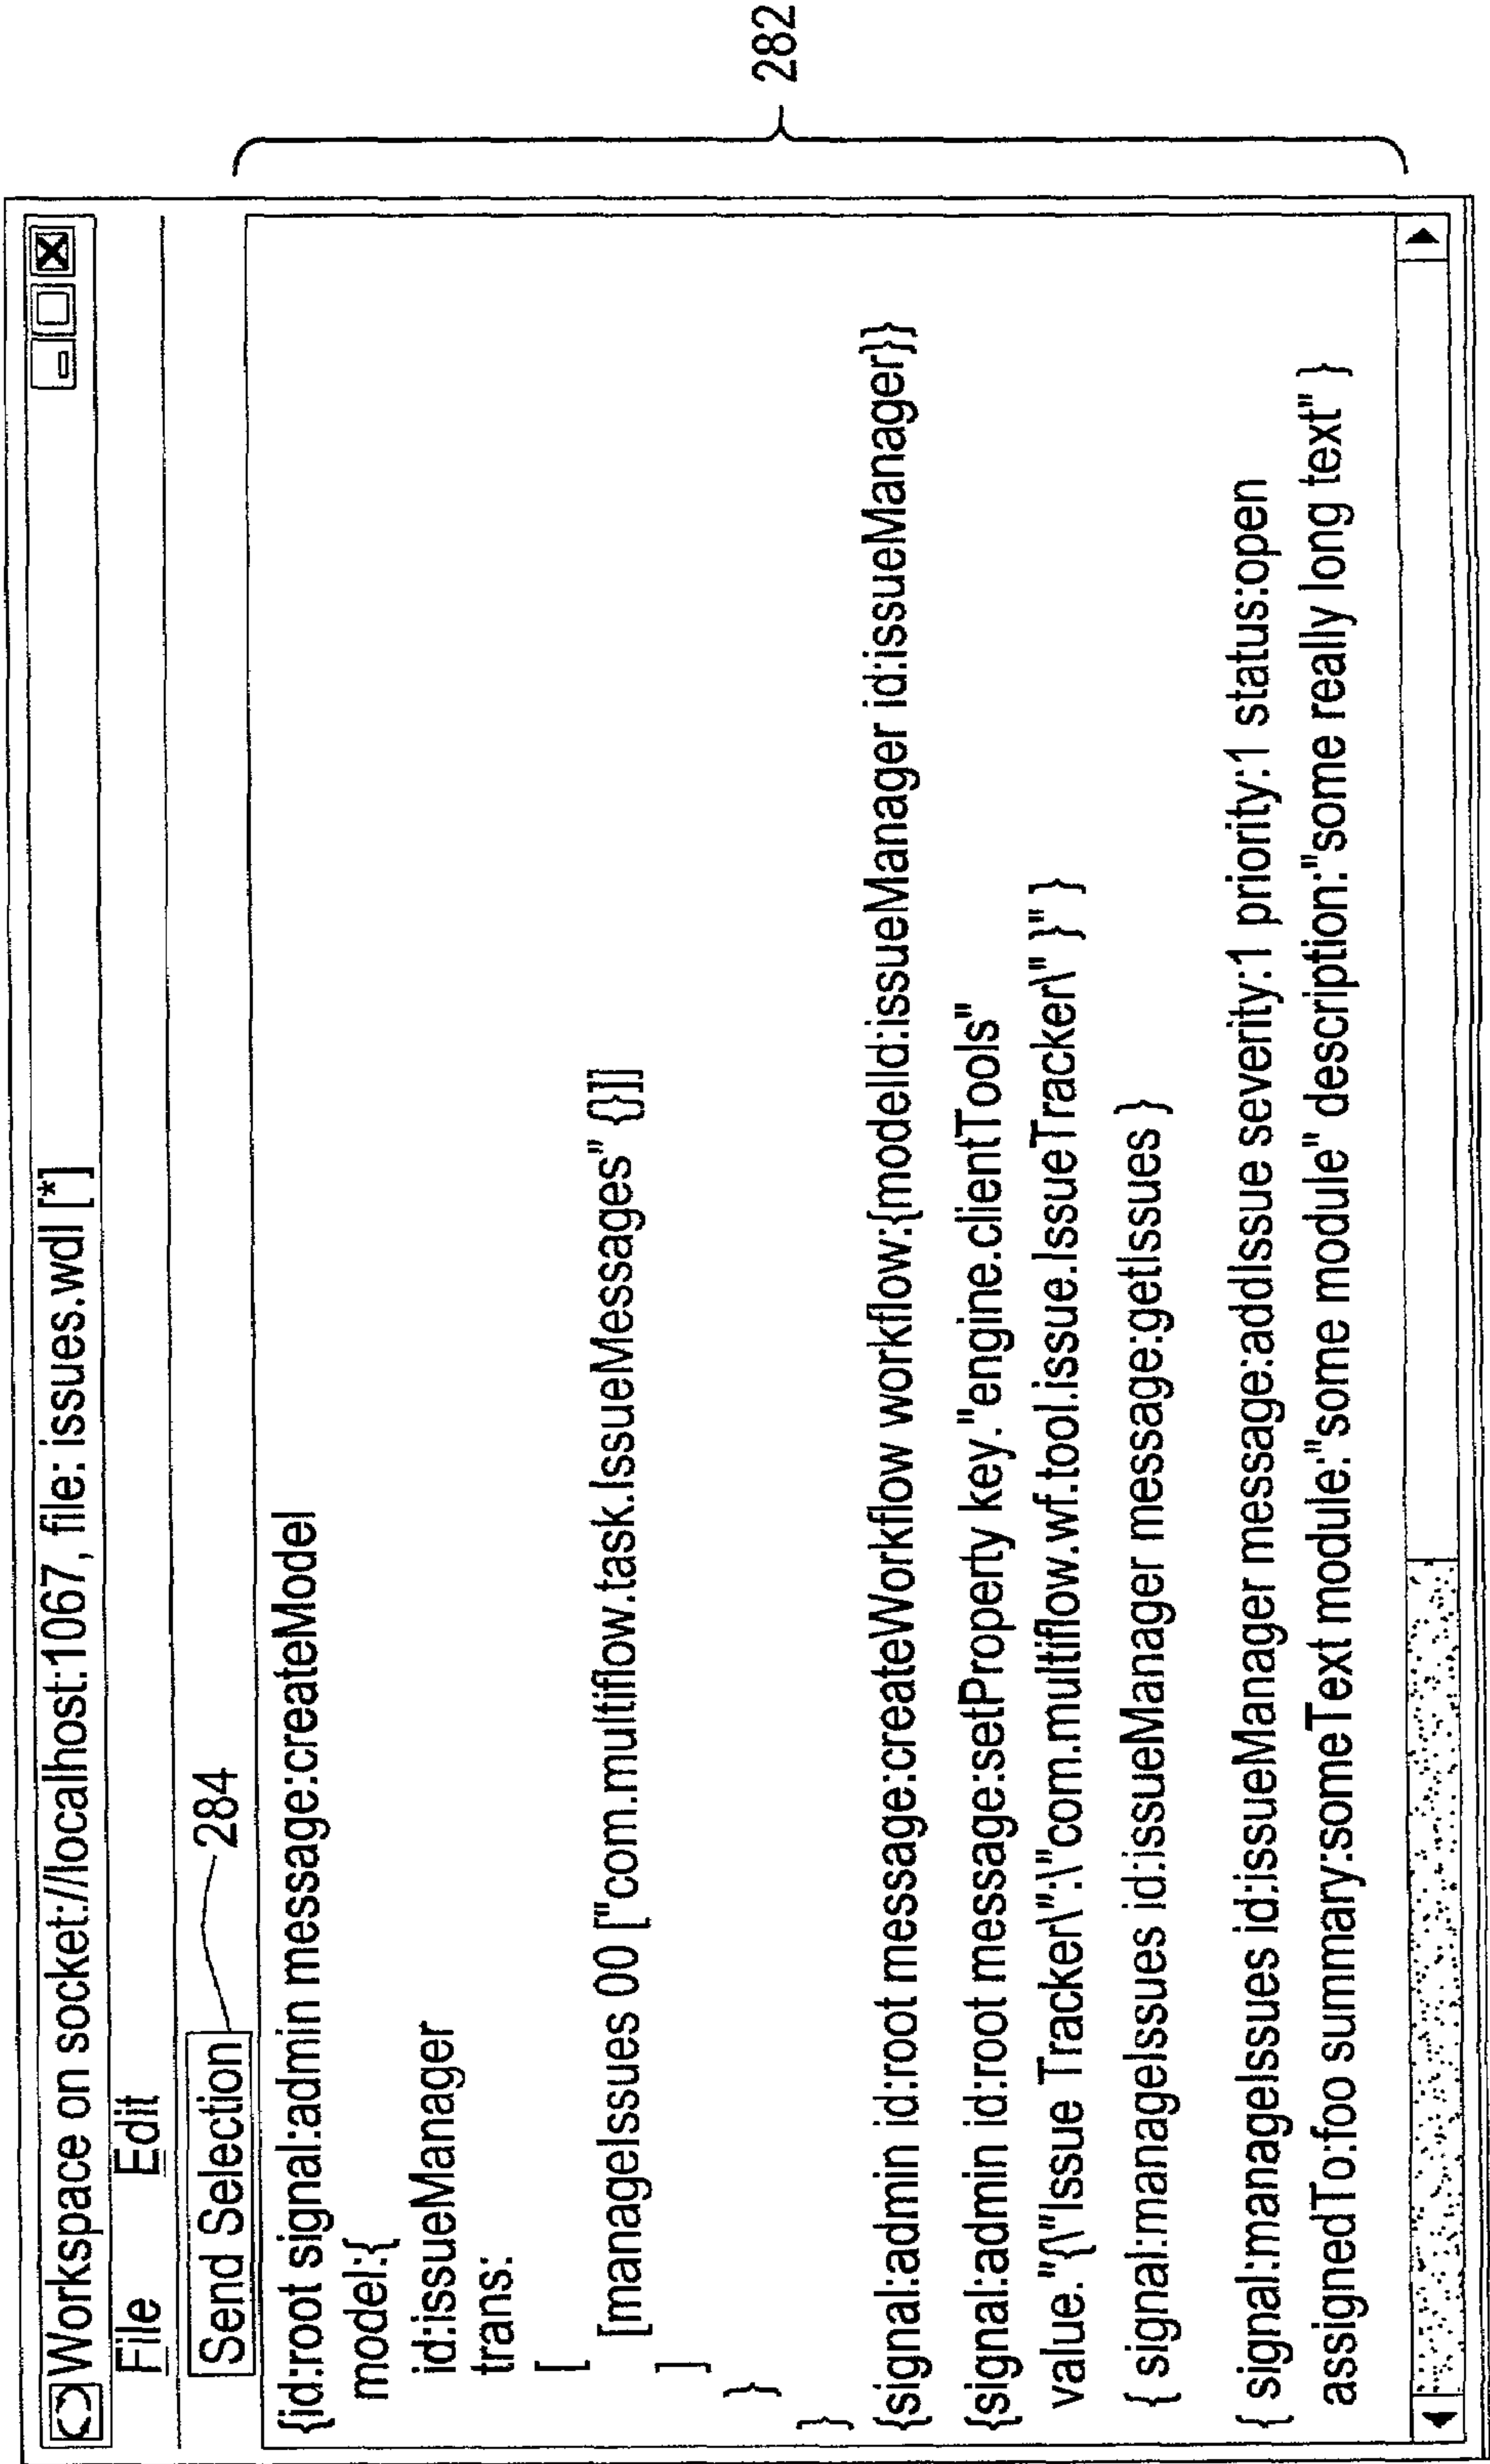 Workspace on socket://localhost:1067, file: issues.wdl [*]
File Edit
Send Selection
284
{id:root signal:admin message:createModel
model:{
id:issueManager
trans:
[
[manageIssues 00 ["com.multiflow.task.IssueMessages" {}]]
]
}
}
{signal:admin id:root message:createWorkflow workflow:{modelId:issueManager id:issueManager}}
{signal:admin id:root message:setProperty key."engine.clientTools"
value."{\"Issue Tracker\":\"com.multiflow.wf.tool.issue.IssueTracker\" }" }
{ signal:manageIssues id:issueManager message:getIssues }
{ signal:manageIssues id:issueManager message:addIssue severity:1 priority:1 status:open
assignedTo:foo summary:someText module:"some module" description:"some really long text" }
282